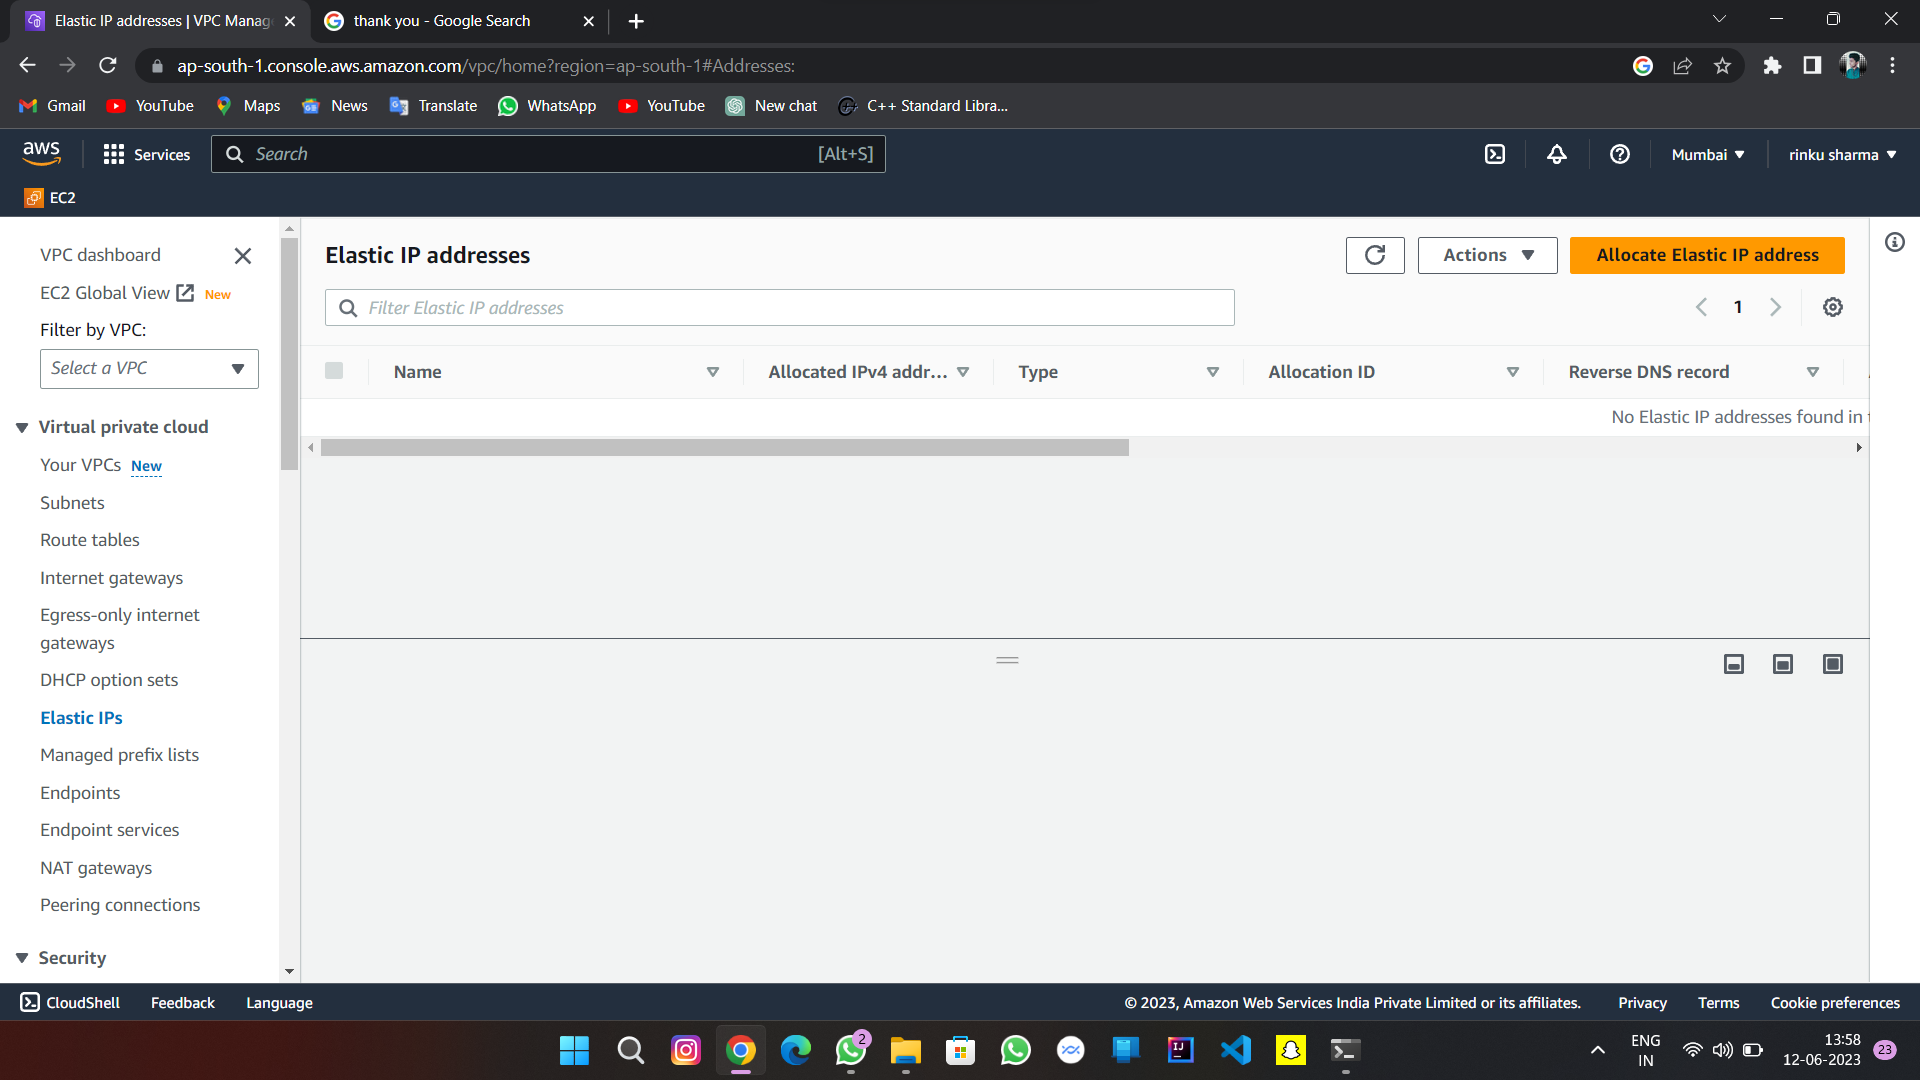 Elastic IP addresses | VPC Manag
thank you - Google Search
ap-south-1.console.aws.amazon.com/vpc/home?region=ap-south-1#Addresses:
Gmail YouTube Maps News Translate WhatsApp YouTube New chat C++ Standard Libra...
aws Services Search [Alt+S] Mumbai rinku sharma
EC2
VPC dashboard
EC2 Global View New
Filter by VPC:
Select a VPC
Virtual private cloud
Your VPCs New
Subnets
Route tables
Internet gateways
Egress-only internet
gateways
DHCP option sets
Elastic IPs
Managed prefix lists
Endpoints
Endpoint services
NAT gateways
Peering connections
Security
Elastic IP addresses
Actions
Allocate Elastic IP address
Filter Elastic IP addresses
1
Name Allocated IPv4 addr... Type Allocation ID Reverse DNS record
No Elastic IP addresses found in
CloudShell Feedback Language © 2023, Amazon Web Services India Private Limited or its affiliates. Privacy Terms Cookie preferences
2
IJ
ENG
IN
13:58
12-06-2023
23